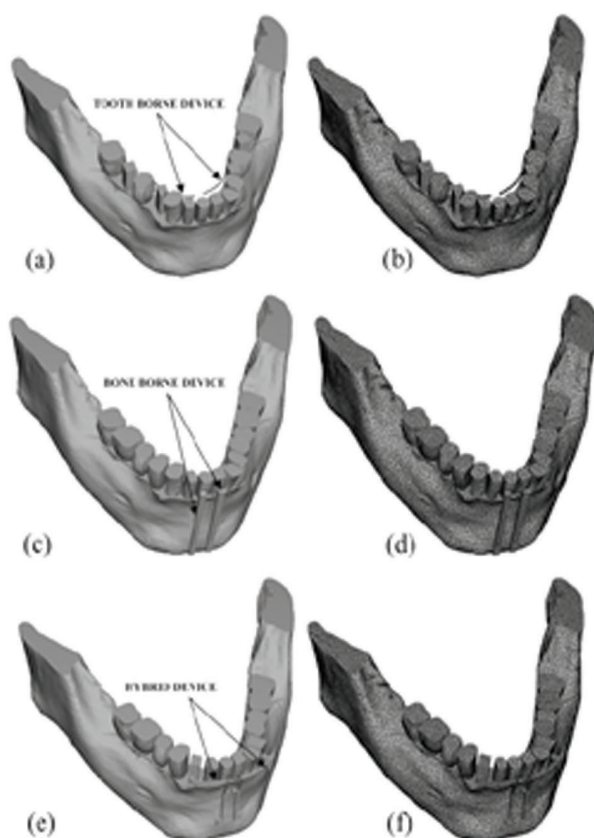 TOOTH BORNE DEVICE
(a)
(b)
BONE BORNE DEVICE
(c)
(d)
HYBRID DEVICE
(e)
(f)